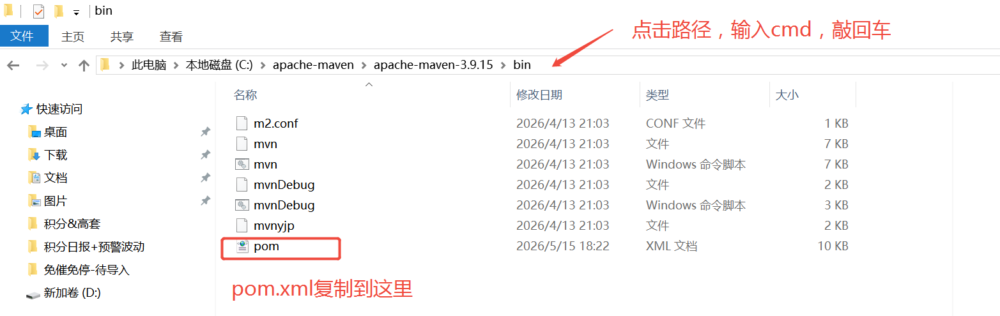 bin
点击路径，输入cmd，敲回车
文件 主页 共享 查看
此电脑 本地磁盘 (C:) apache-maven apache-maven-3.9.15 bin
名称 修改日期 类型 大小
快速访问
桌面
下载
文档
图片
积分&高套
积分日报+预警波动
免催免停-待导入
新加卷 (D:)
m2.conf 2026/4/13 21:03 CONF 文件 1 KB
mvn 2026/4/13 21:03 文件 7 KB
mvn 2026/4/13 21:03 Windows 命令脚本 7 KB
mvnDebug 2026/4/13 21:03 文件 2 KB
mvnDebug 2026/4/13 21:03 Windows 命令脚本 3 KB
mvnyjp 2026/4/13 21:03 文件 2 KB
pom 2026/5/15 18:22 XML 文档 10 KB
pom.xml复制到这里